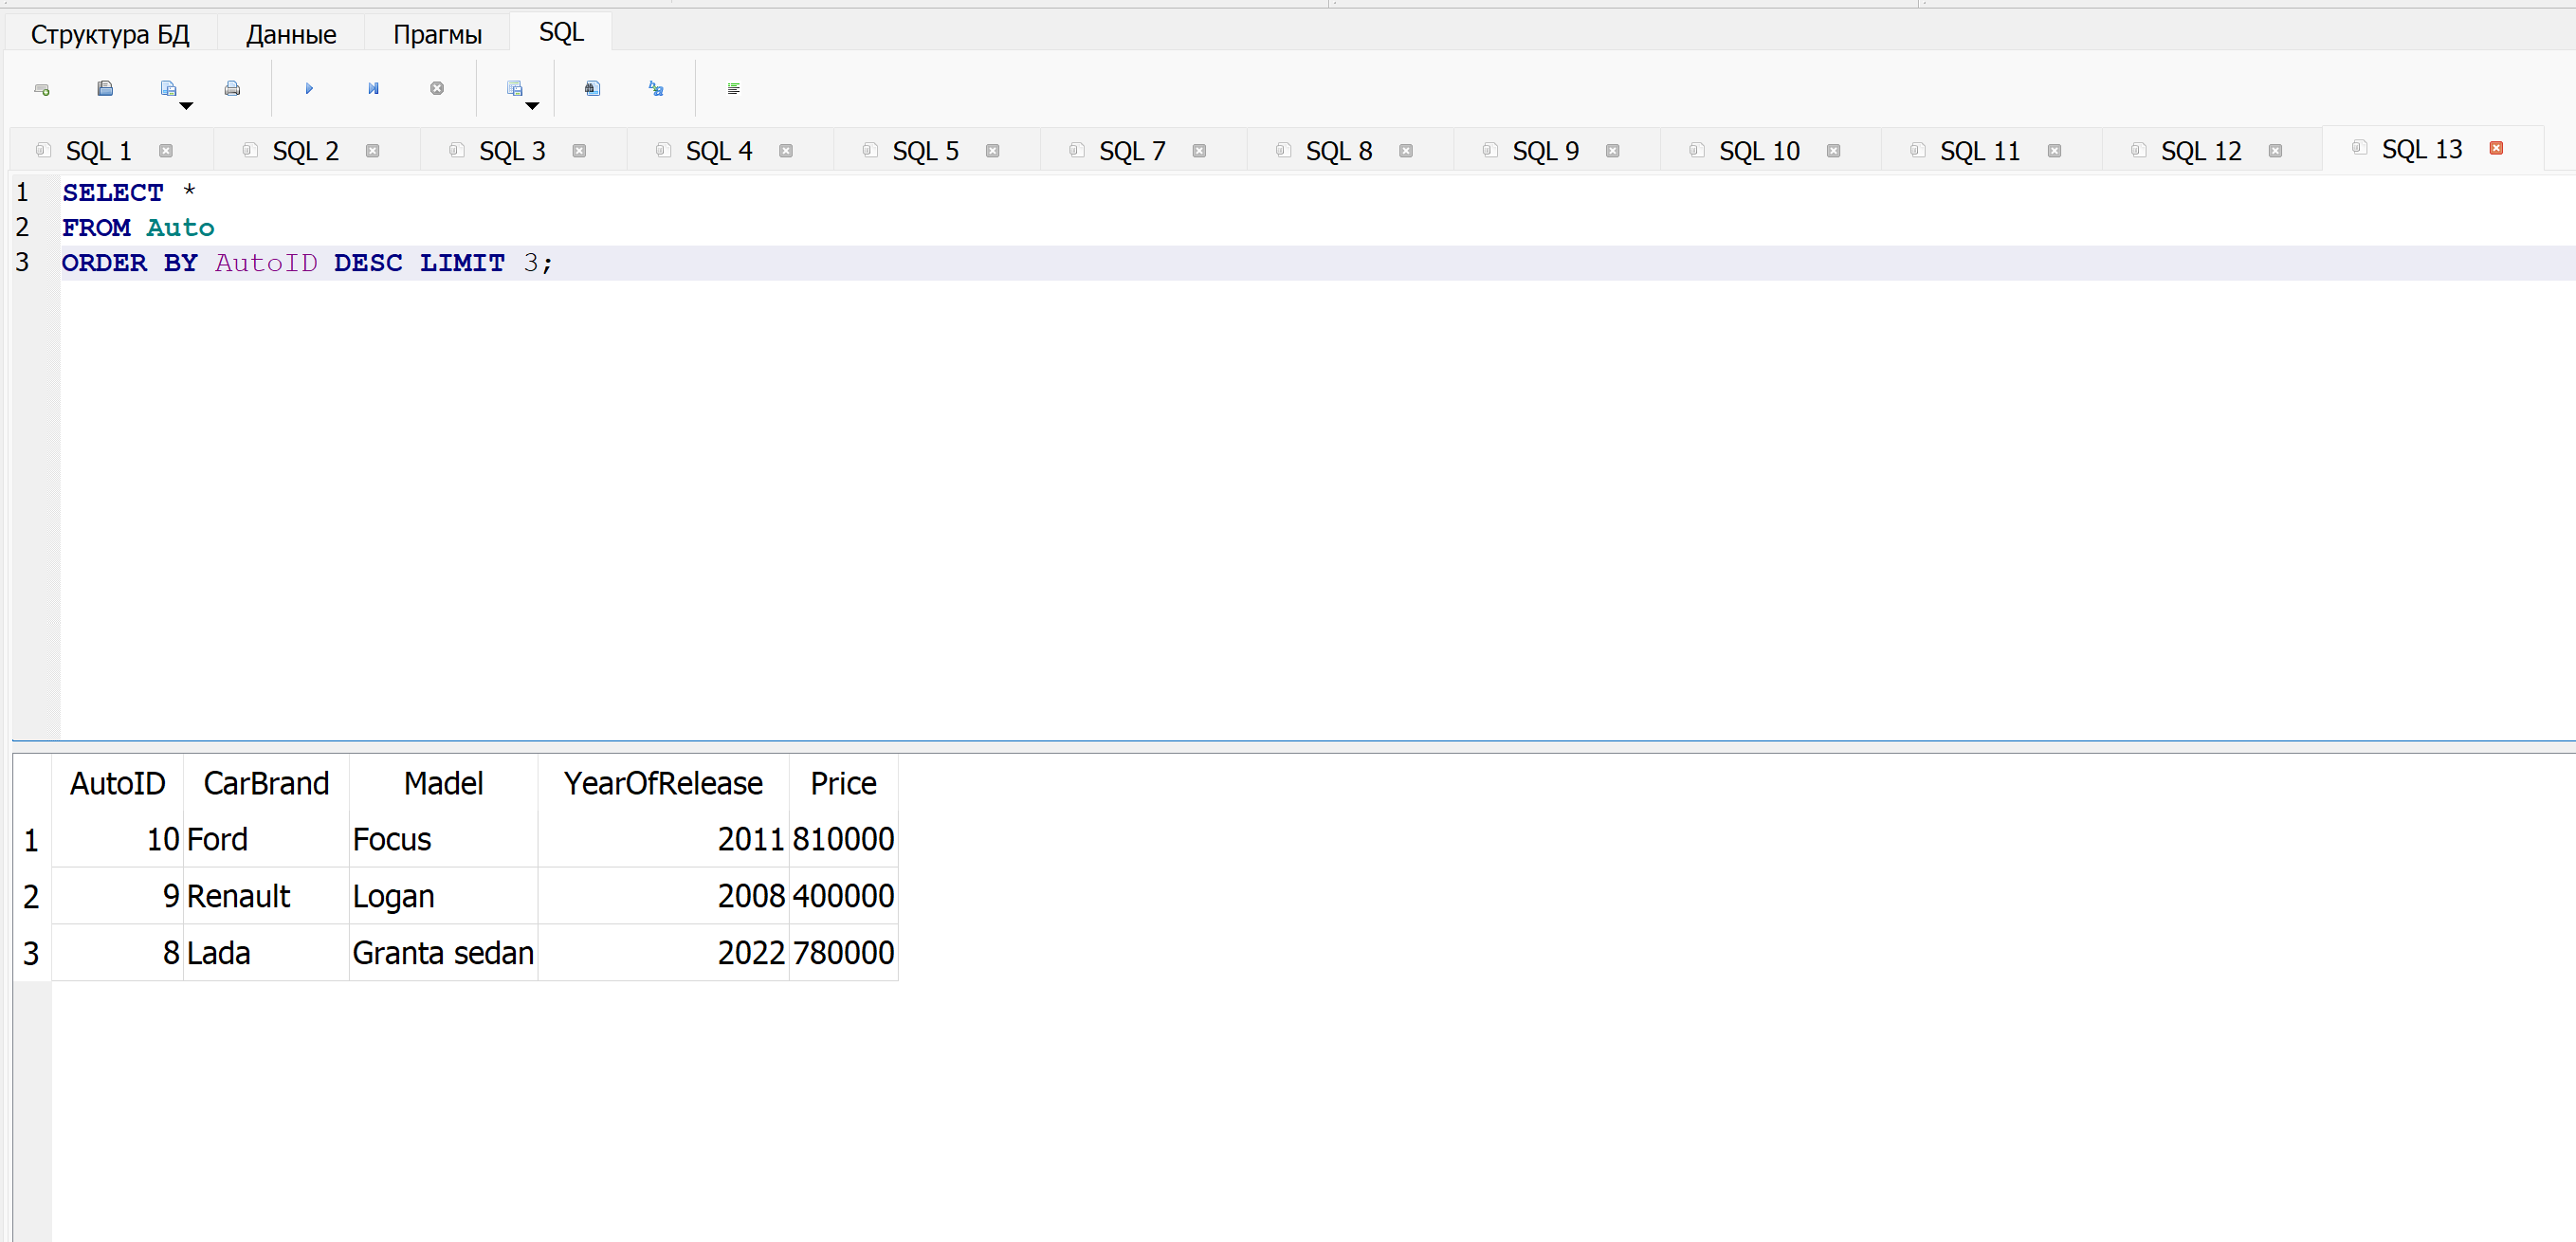 Структура БД Данные Прагмы SQL
SQL 1 SQL 2 SQL 3 SQL 4 SQL 5 SQL 7 SQL 8 SQL 9 SQL 10 SQL 11 SQL 12 SQL 13
1 SELECT *
2 FROM Auto
3 ORDER BY AutoID DESC LIMIT 3;
AutoID CarBrand Madel YearOfRelease Price
1 10 Ford Focus 2011 810000
2 9 Renault Logan 2008 400000
3 8 Lada Granta sedan 2022 780000